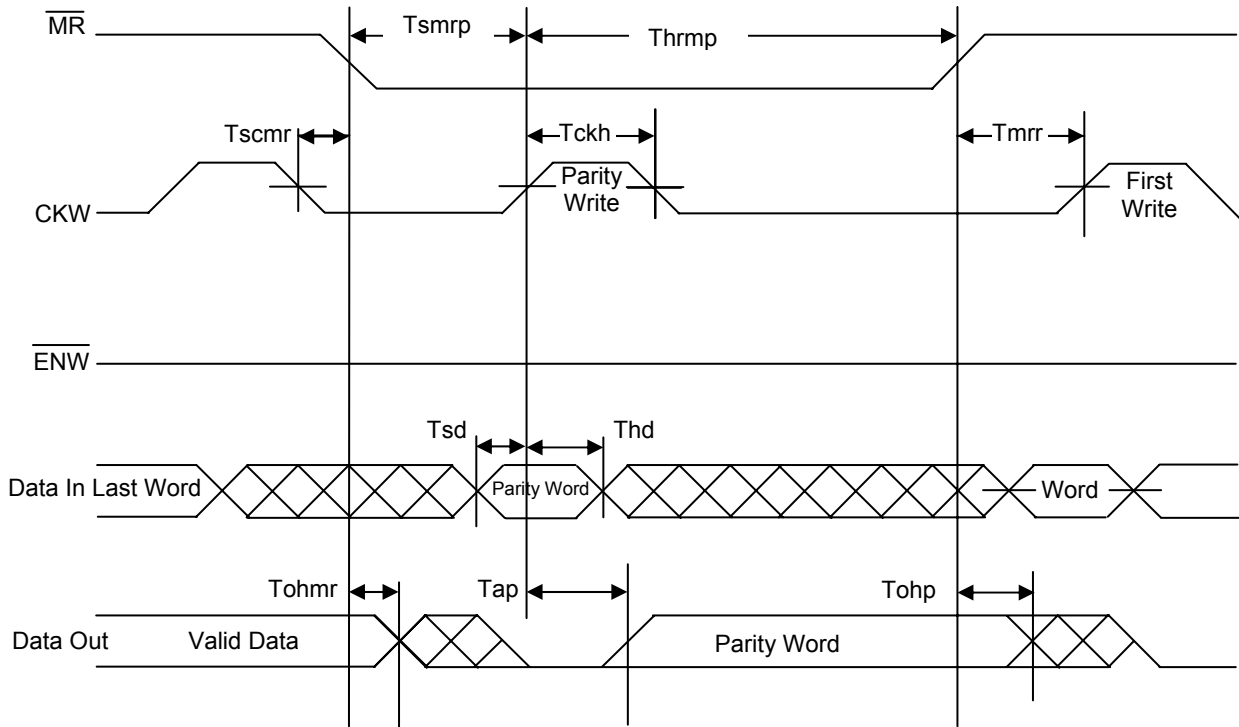 MR
Tsmrp
Thrmp
Tscmr
Tckh
Tmrr
CKW
Parity
Write
First
Write
ENW
Tsd
Thd
Data In Last Word
Parity Word
Word
Tohmr
Tap
Tohp
Data Out
Valid Data
Parity Word